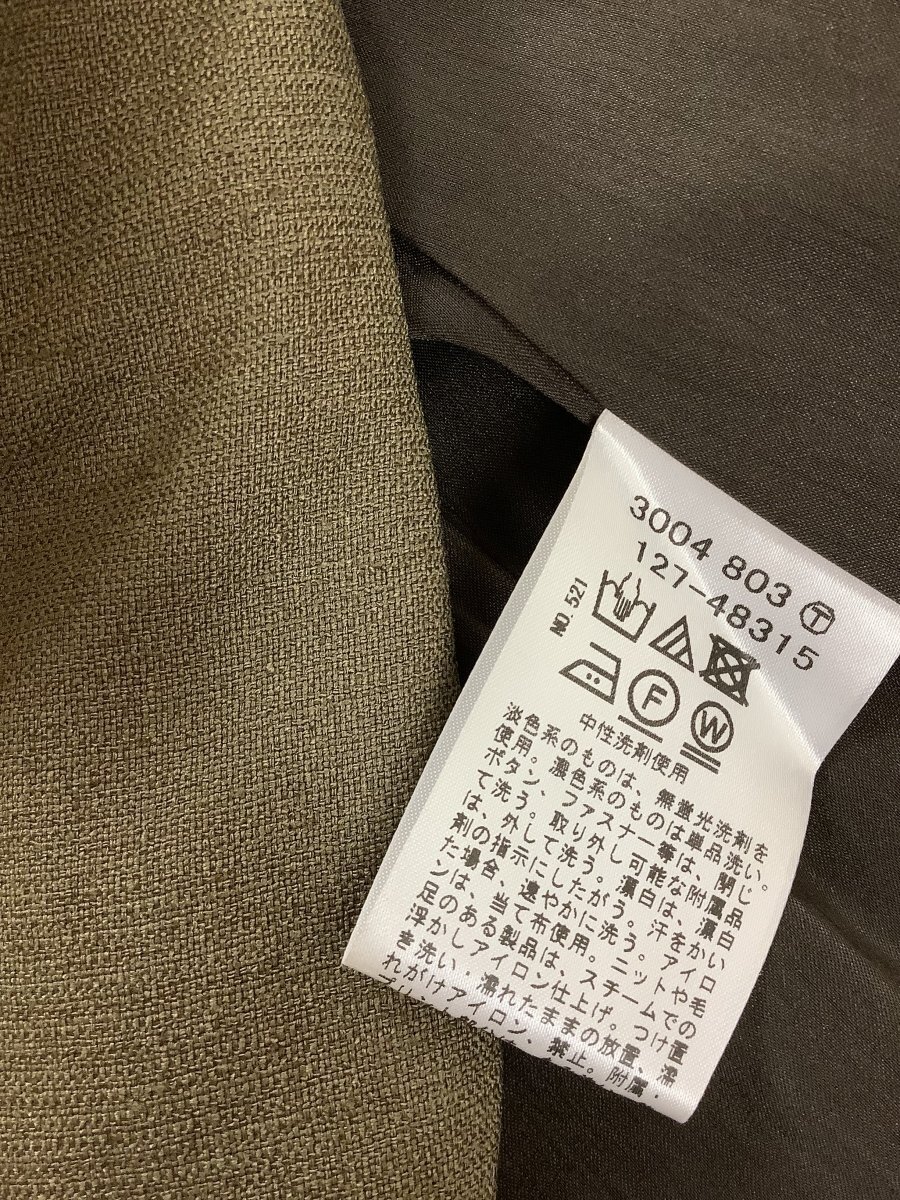 3004 803 Ⓣ
127-48315
NO.521
F W
中性洗剤使用
淡色系のものは、無蛍光洗剤を
使用。濃色系のものは単品洗い。
ボタン、ファスナー等は、閉じ
て洗う。取り外し可能な附属品
は、外して洗う。漂白は、漂白
剤の指示にしたがう。汗をかい
た場合、速やかに洗う。アイロ
ンは、当て布使用。ニットや毛
足のある製品は、スチームでの
浮かしアイロン仕上げ。つけ置
き洗い・濡れたままの放置、濡
れがけアイロン、禁止。附属・